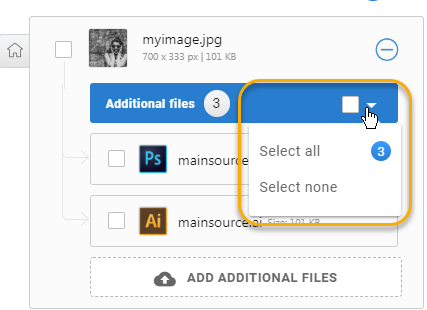 myimage.jpg
700 x 333 px | 101 KB
Additional files 3
Select all 3
Ps mainsource
Select none
Ai mainsource.ai Size: 101 KB
ADD ADDITIONAL FILES